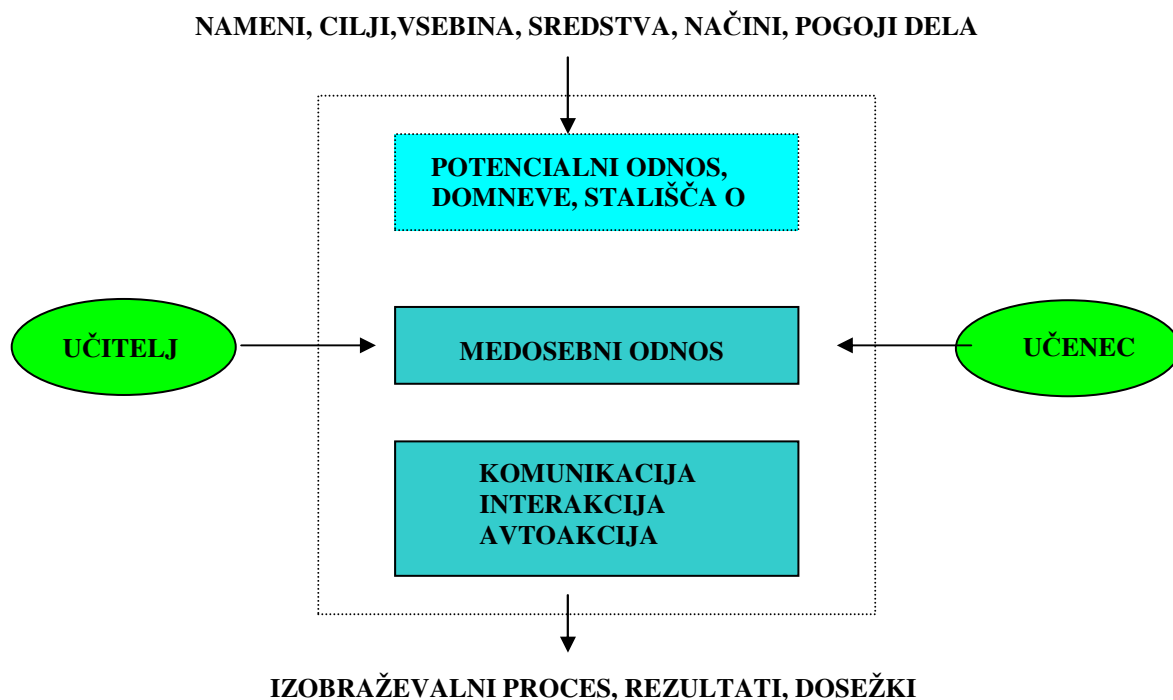 NAMENI, CILJI,VSEBINA, SREDSTVA, NAČINI, POGOJI DELA
POTENCIALNI ODNOS,
DOMNEVE, STALIŠČA O
UČITELJ
MEDOSEBNI ODNOS
UČENEC
KOMUNIKACIJA
INTERAKCIJA
AVTOAKCIJA
IZOBRAŽEVALNI PROCES, REZULTATI, DOSEŽKI